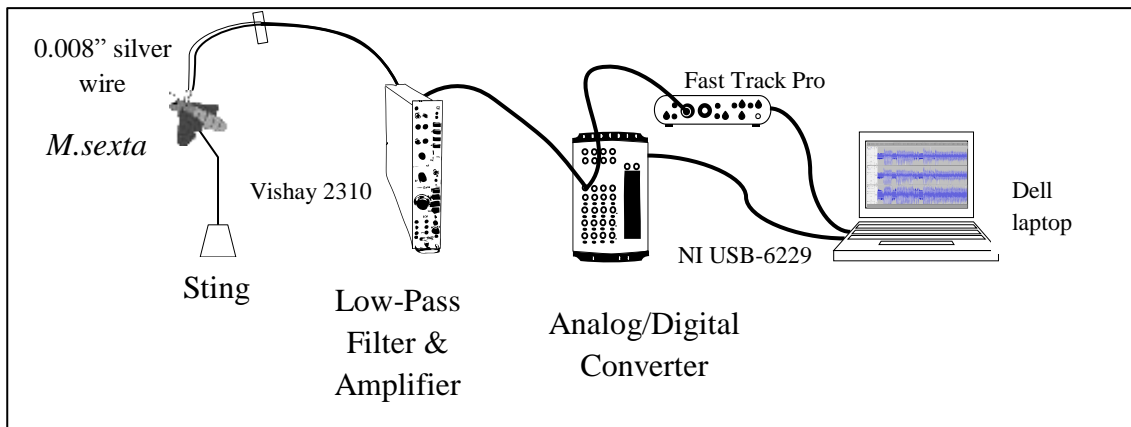 0.008” silver
wire
M.sexta
Sting
Vishay 2310
Low-Pass
Filter &
Amplifier
Fast Track Pro
NI USB-6229
Analog/Digital
Converter
Dell
laptop